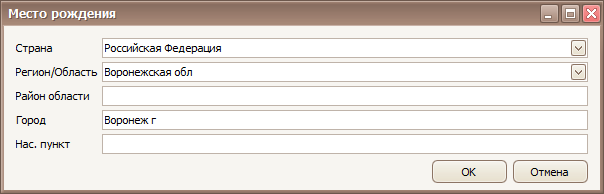 Место рождения
Страна Российская Федерация
Регион/Область Воронежская обл
Район области
Город Воронеж г
Нас. пункт
OK Отмена